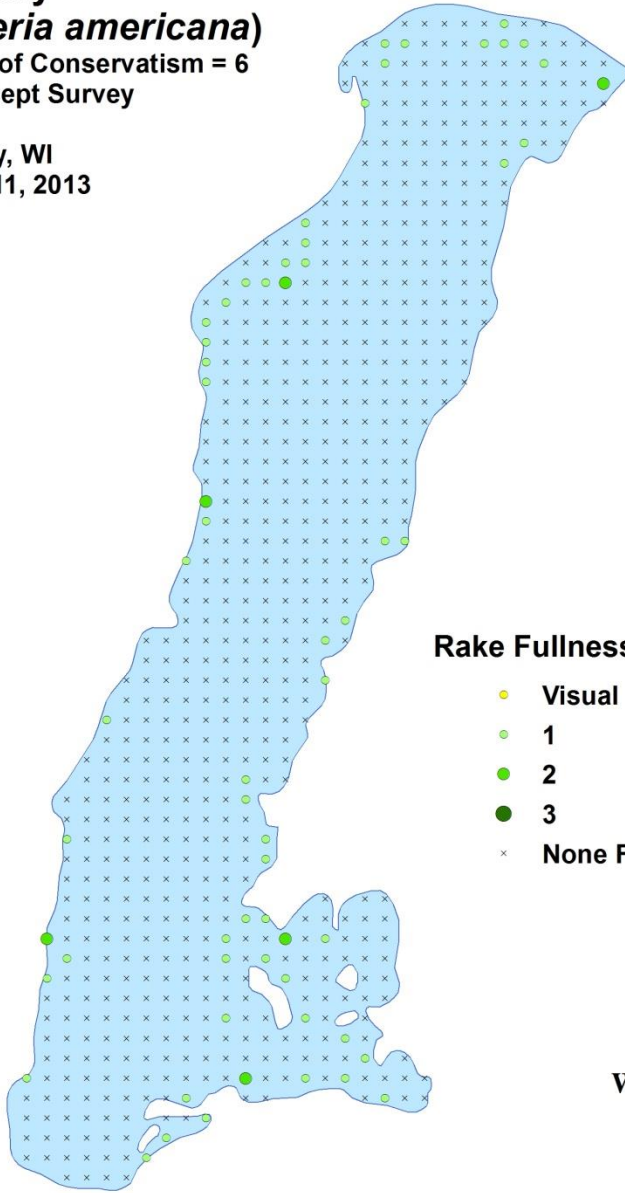 eria americana)
of Conservatism = 6
ept Survey
, WI
11, 2013
Rake Fullness
Visual
1
2
3
None F